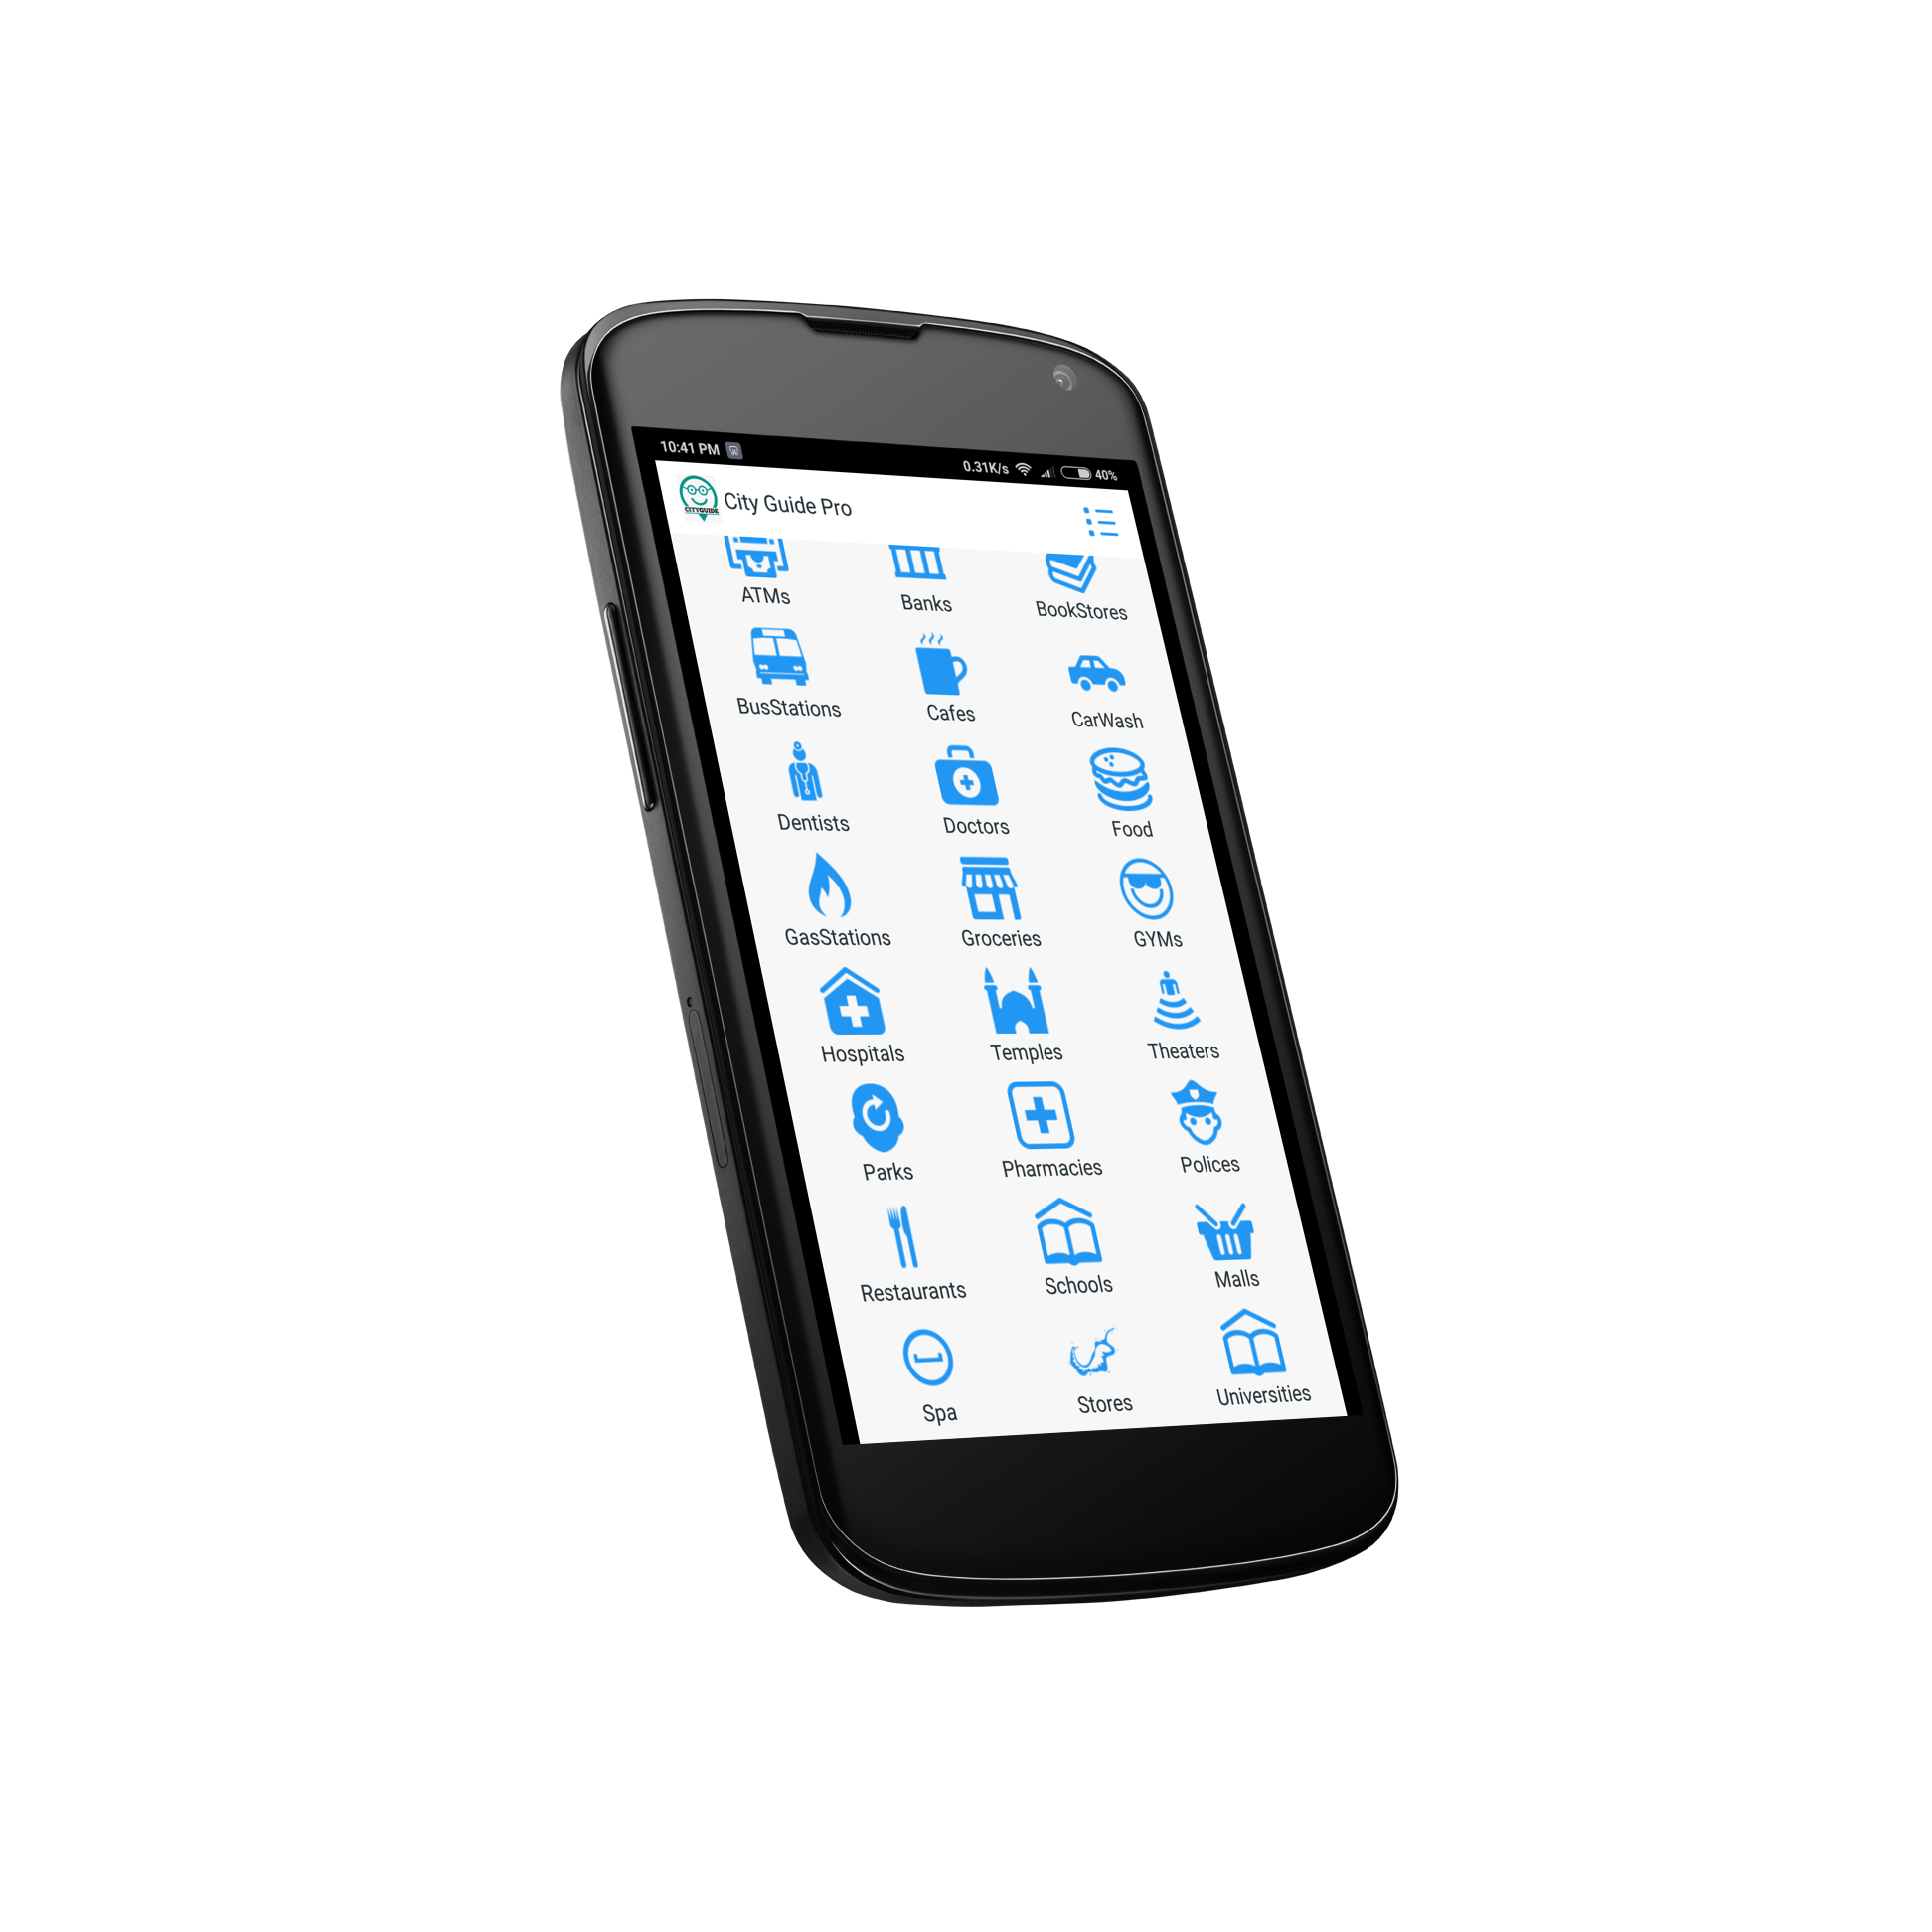 10:41 PM 0.31K/s 40%
CITYGUIDE City Guide Pro
ATMs Banks BookStores
BusStations Cafes CarWash
Dentists Doctors Food
GasStations Groceries GYMs
Hospitals Temples Theaters
Parks Pharmacies Polices
Restaurants Schools Malls
Spa Stores Universities